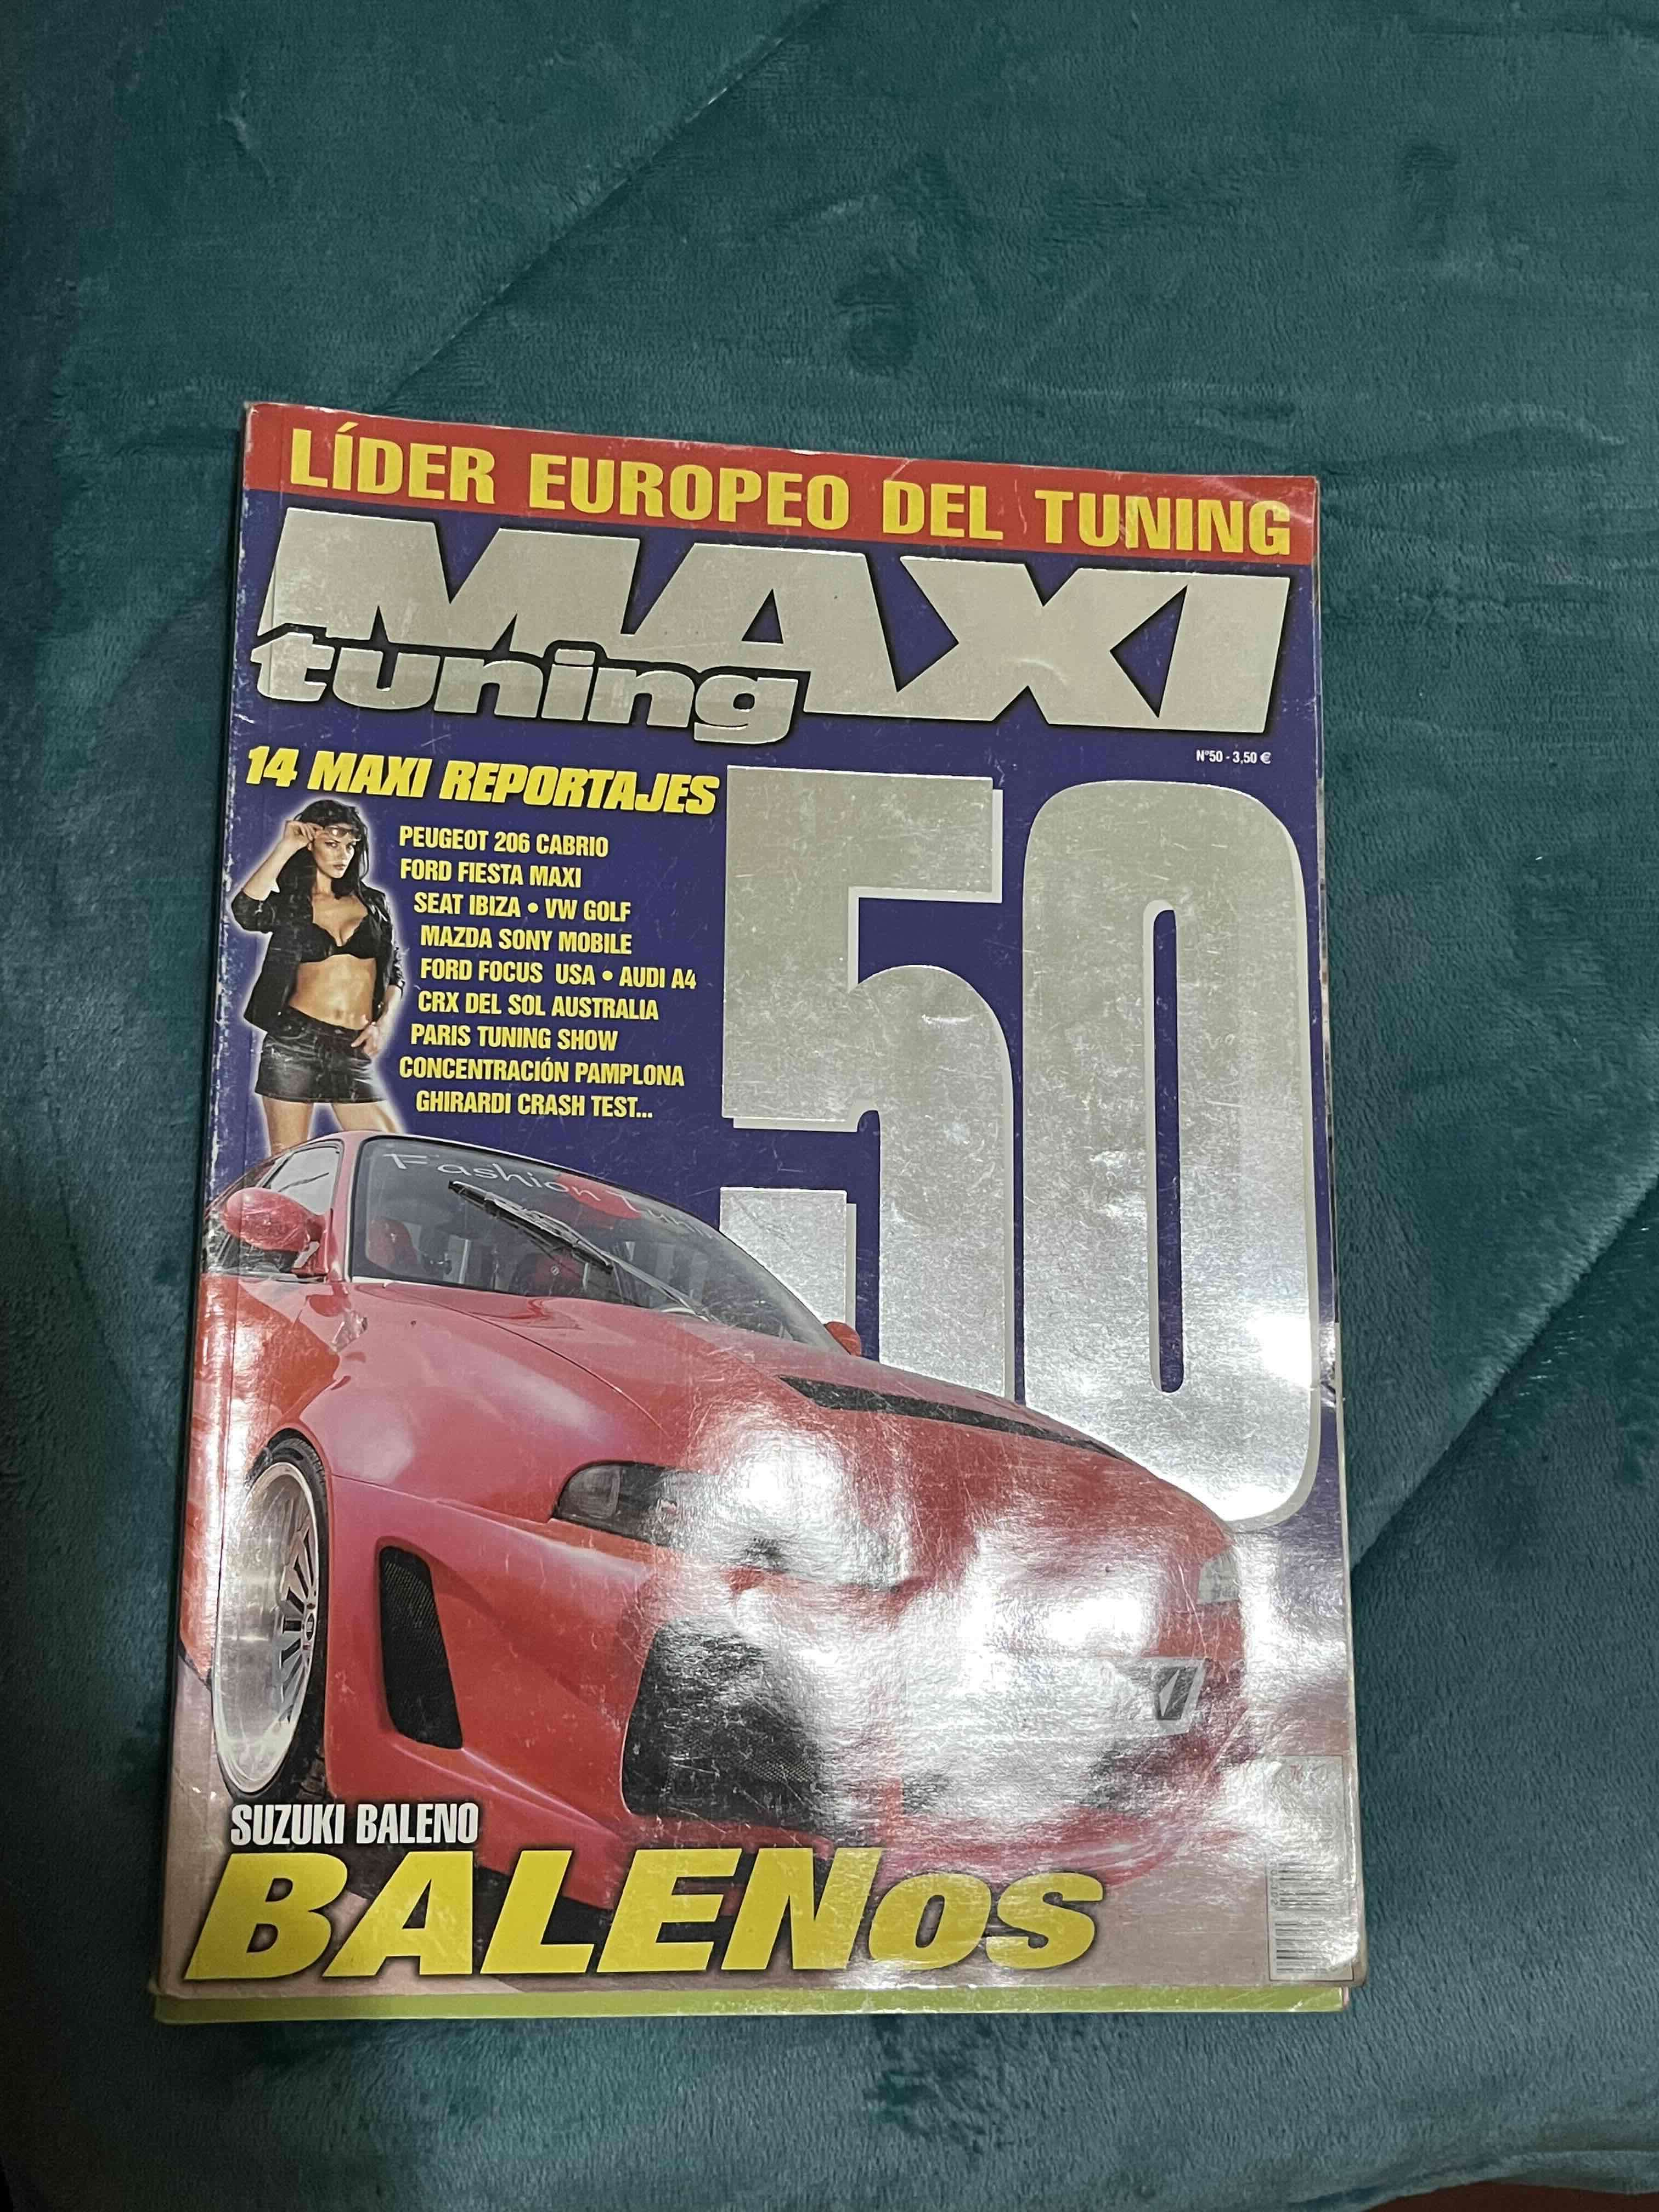 LÍDER EUROPEO DEL TUNING
MAXI
tuning
Nº50 - 3,50 €
14 MAXI REPORTAJES
50
PEUGEOT 206 CABRIO
FORD FIESTA MAXI
SEAT IBIZA • VW GOLF
MAZDA SONY MOBILE
FORD FOCUS USA • AUDI A4
CRX DEL SOL AUSTRALIA
PARIS TUNING SHOW
CONCENTRACIÓN PAMPLONA
GHIRARDI CRASH TEST...
Fashion
SUZUKI BALENO
BALENos